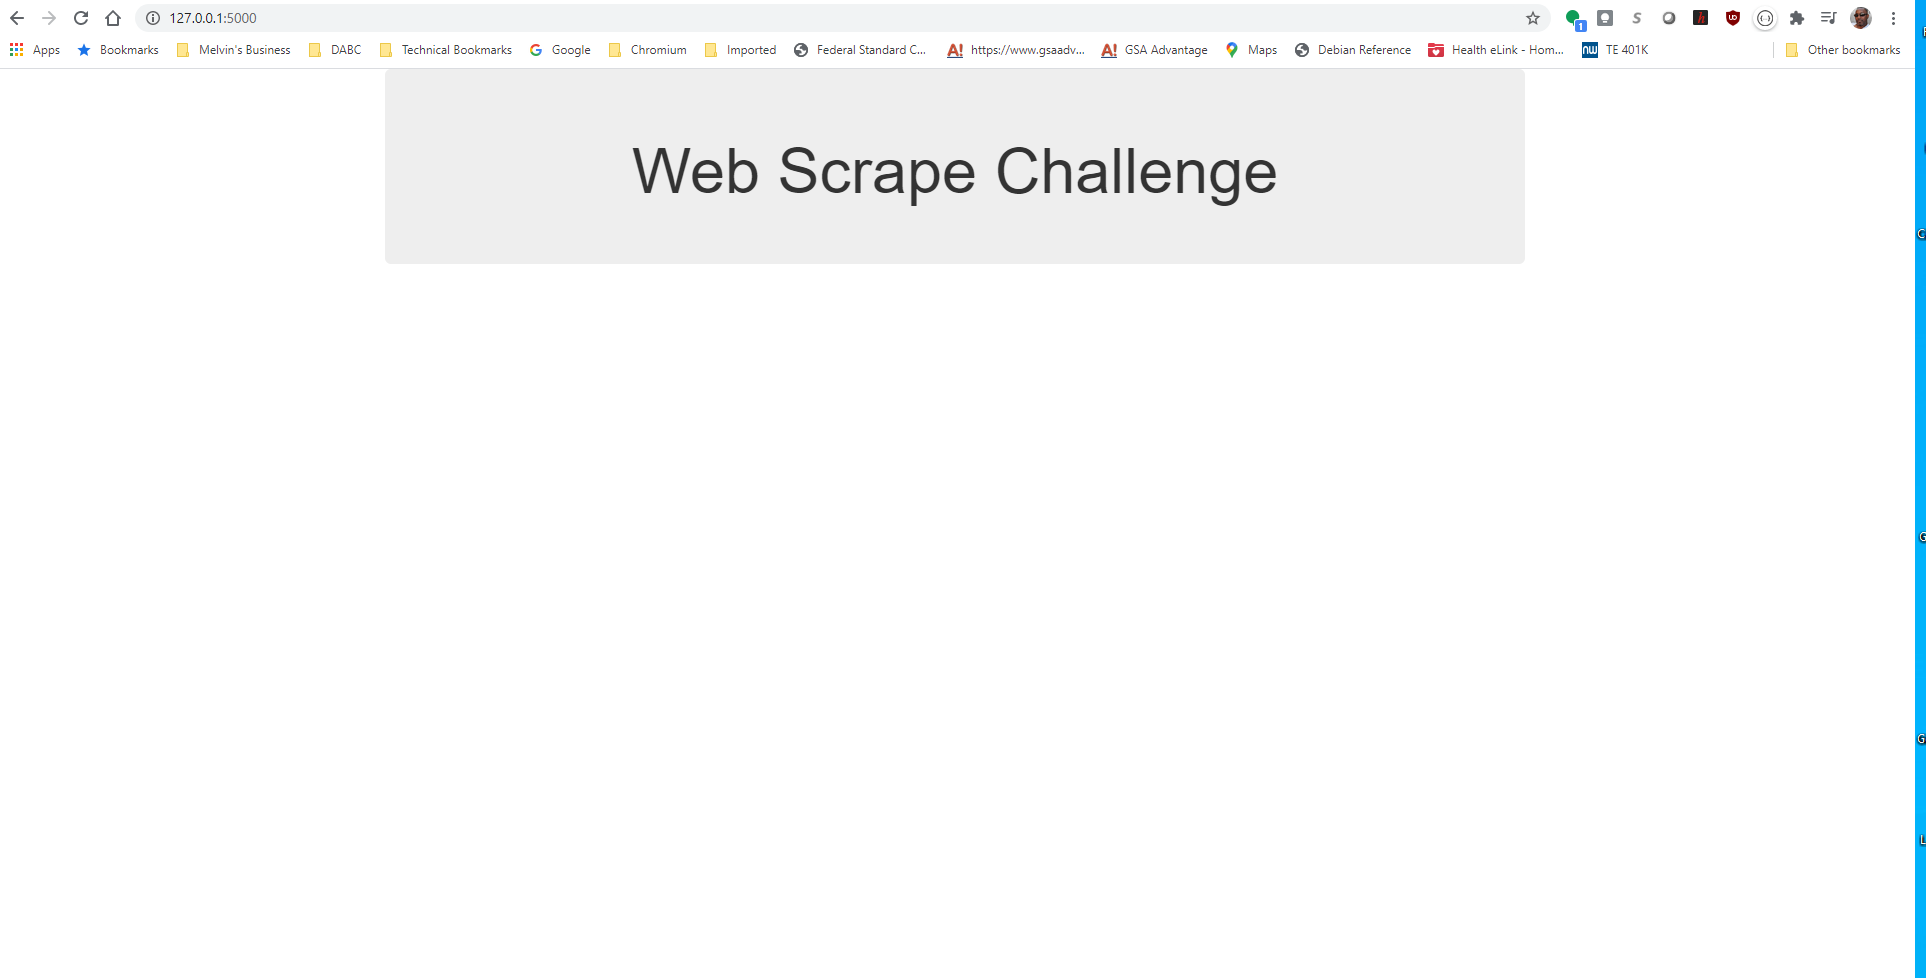 127.0.0.1:5000
Apps Bookmarks Melvin's Business DABC Technical Bookmarks Google Chromium Imported Federal Standard C... https://www.gsaadv... GSA Advantage Maps Debian Reference Health eLink - Hom... TE 401K Other bookmarks
Web Scrape Challenge